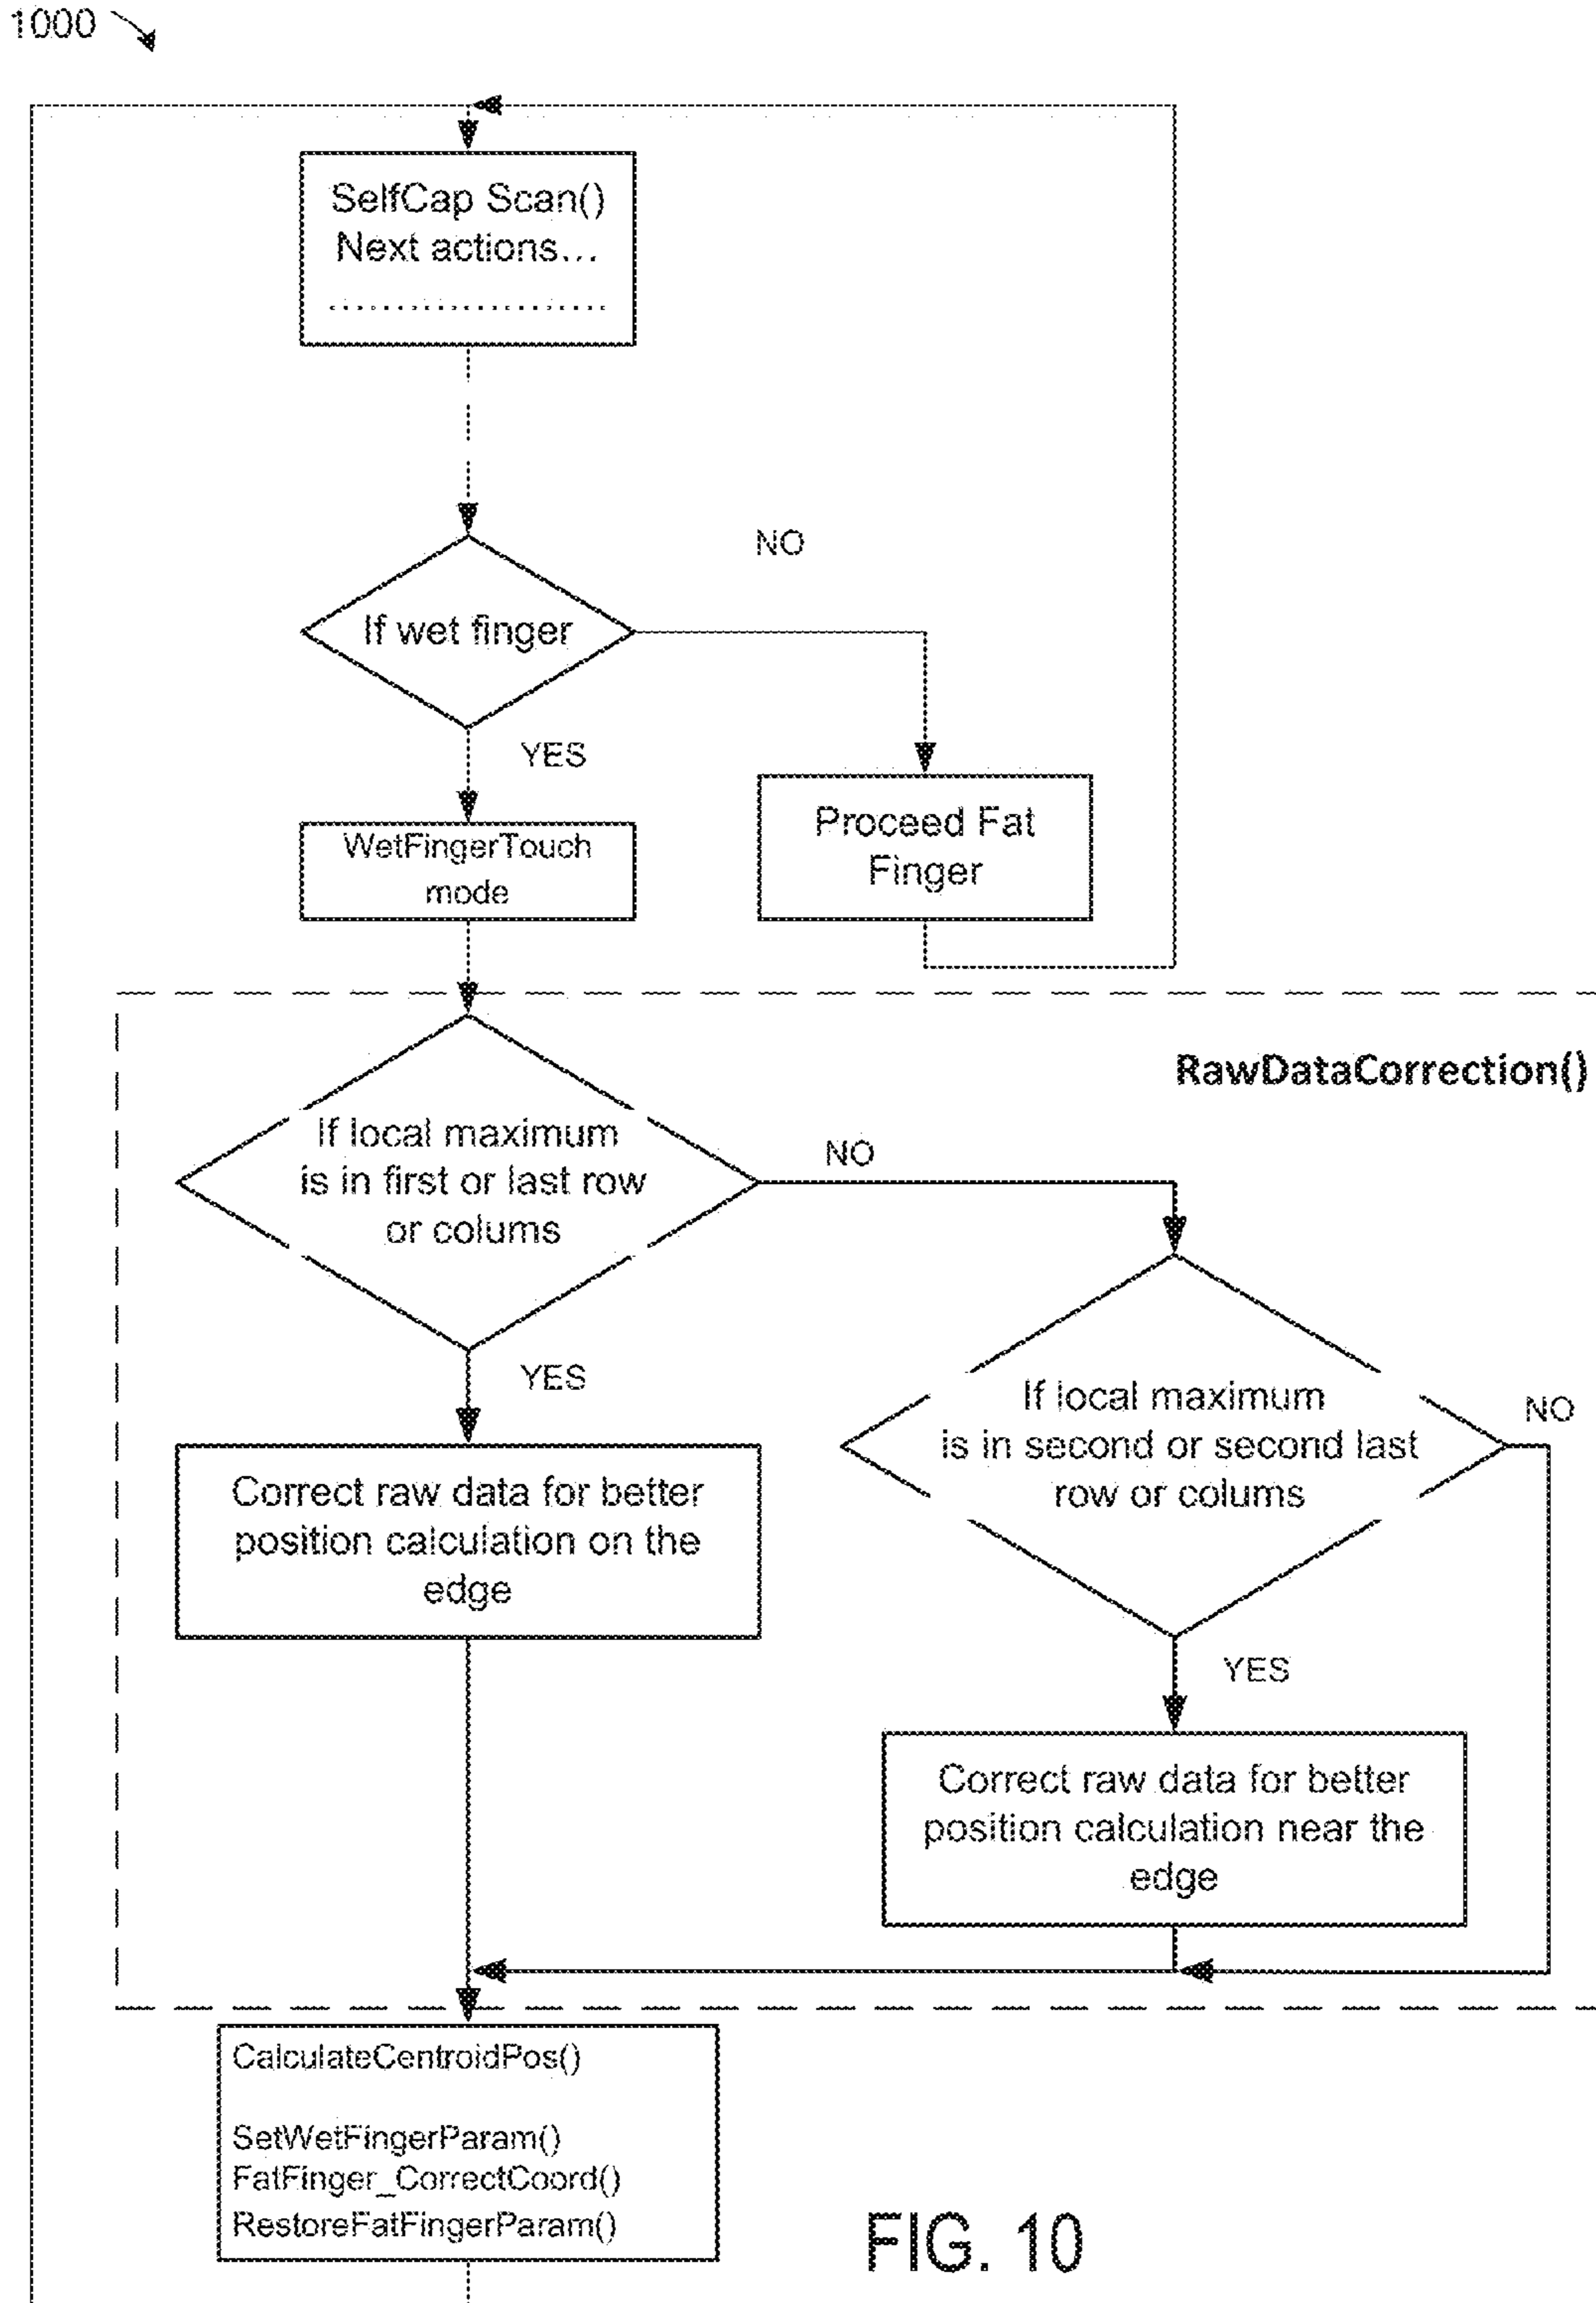 1000
SelfCap Scan()
Next actions...
....................
NO
If wet finger
YES
WetFingerTouch
mode
Proceed Fat
Finger
RawDataCorrection()
If local maximum
is in first or last row
or colums
NO
YES
If local maximum
is in second or second last
row or colums
NO
Correct raw data for better
position calculation on the
edge
YES
Correct raw data for better
position calculation near the
edge
CalculateCentroidPos()
SetWetFingerParam()
FatFinger_CorrectCoord()
RestoreFatFingerParam()
FIG. 10